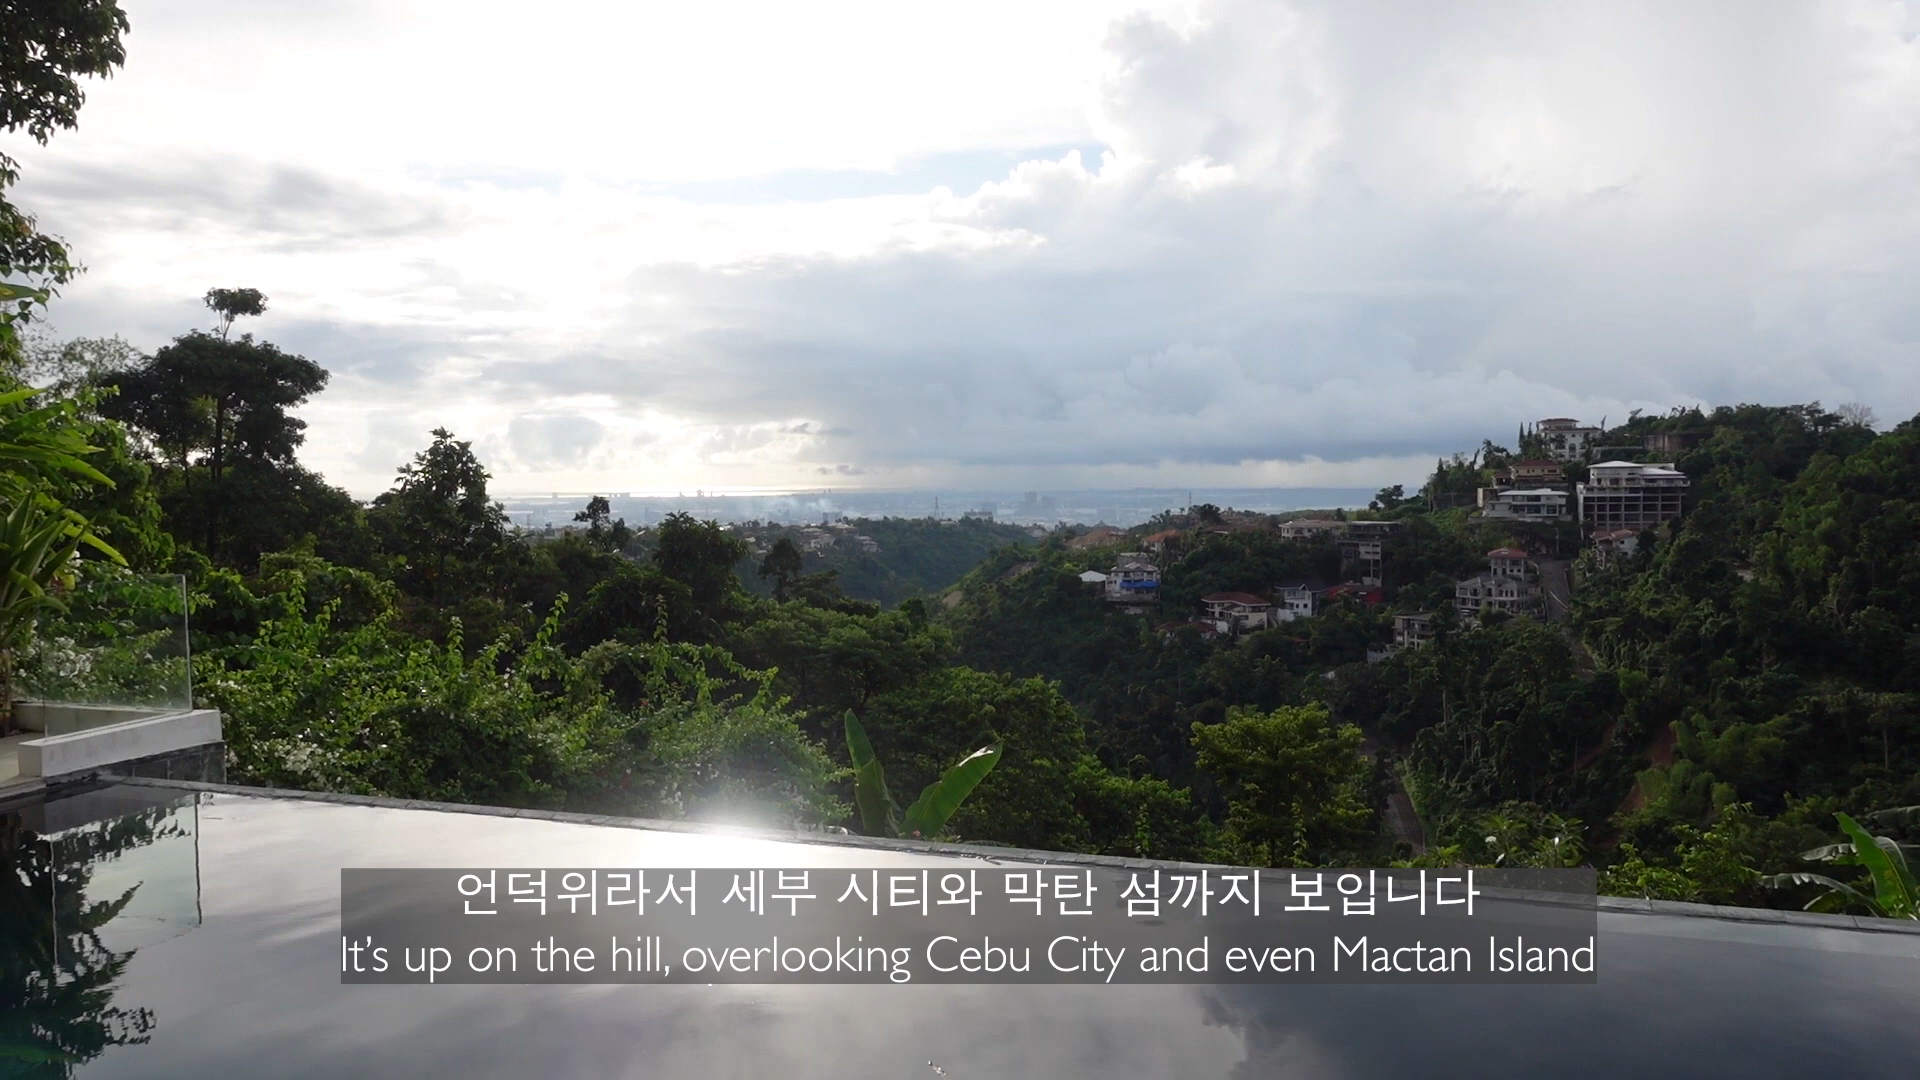 언덕위라서 세부 시티와 막탄 섬까지 보입니다
It's up on the hill, overlooking Cebu City and even Mactan Island